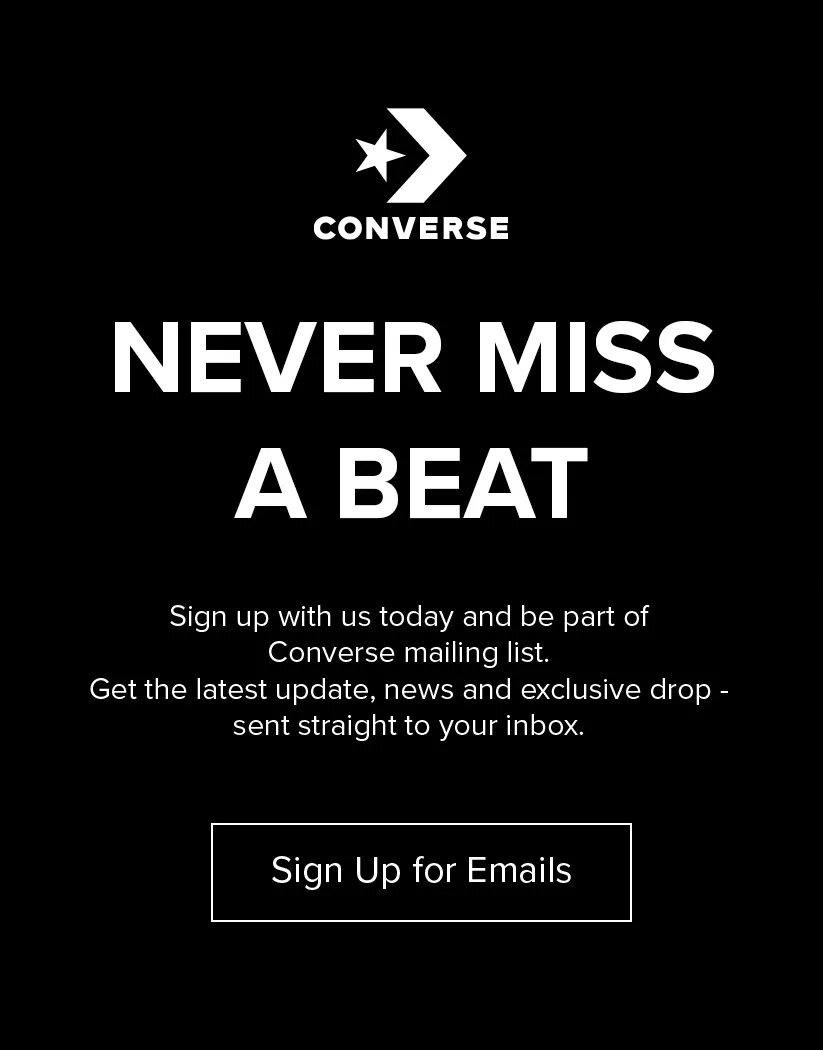 CONVERSE
NEVER MISS
A BEAT
Sign up with us today and be part of
Converse mailing list.
Get the latest update, news and exclusive drop -
sent straight to your inbox.
Sign Up for Emails